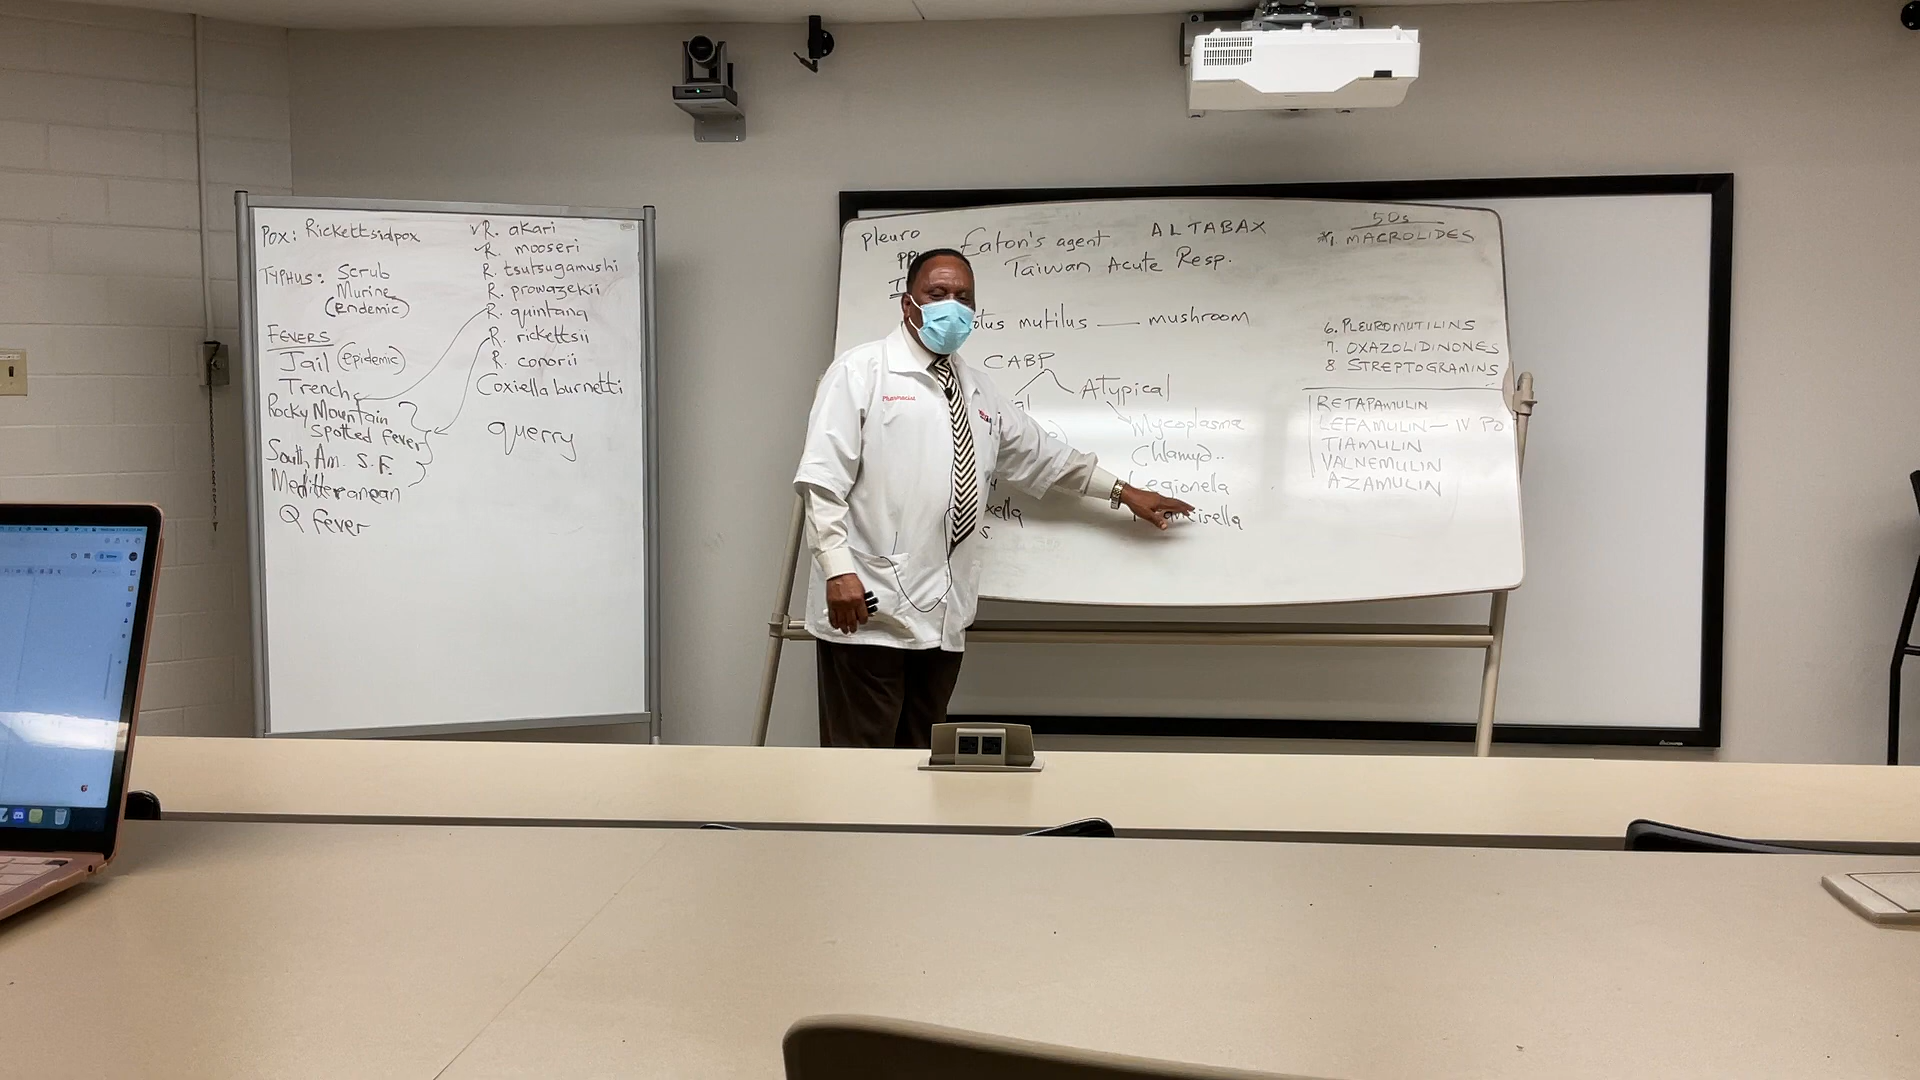 Pox: Rickettsidpox
TYPHUS: Scrub
Murine
(Endemic)
FEVERS
Jail (Epidemic)
Trench
Rocky Mountain
Spotted Fever
South Am. S.F.
Mediterranean
Q fever
R. akari
R. mooseri
R. tsutsugamushi
R. prowazekii
R. quintana
R. rickettsii
R. conorii
Coxiella burnetti
querry
pleuro
Eaton's agent
ALTABAX
Taiwan Acute Resp.
mutilus — mushroom
CABP
Atypical
Mycoplasma
Chlamyd..
Legionella
50s
*1. MACROLIDES
6. PLEUROMUTILINS
7. OXAZOLIDINONES
8. STREPTOGRAMINS
RETAPAMULIN
LEFAMULIN — IV PO
TIAMULIN
VALNEMULIN
AZAMULIN